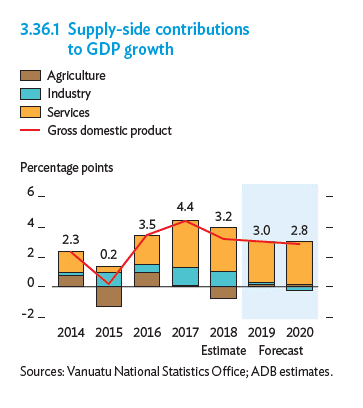 3.36.1 Supply-side contributions
to GDP growth
Agriculture
Industry
Services
Gross domestic product
Percentage points
6
4
2
0
-2
2.3
0.2
3.5
4.4
3.2
3.0
2.8
2014 2015 2016 2017 2018 2019 2020
Estimate Forecast
Sources: Vanuatu National Statistics Office; ADB estimates.